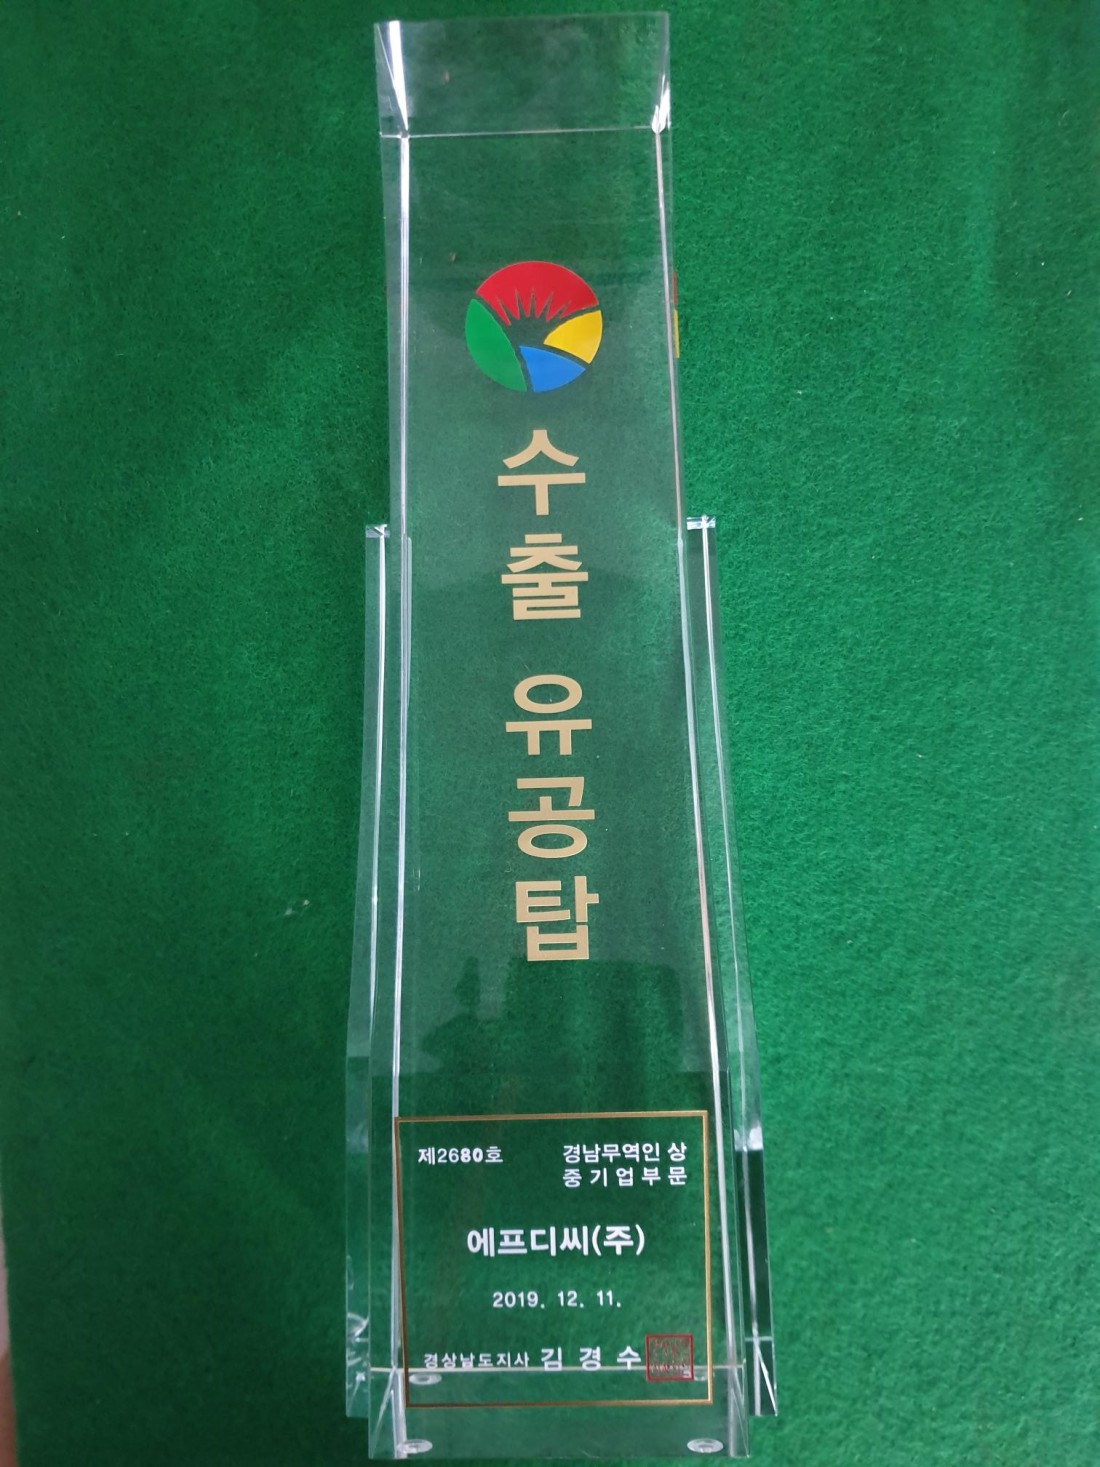 수출 유공탑
제2680호 경남무역인 상
중기업부문
에프디씨(주)
2019. 12. 11.
경상남도지사 김경수